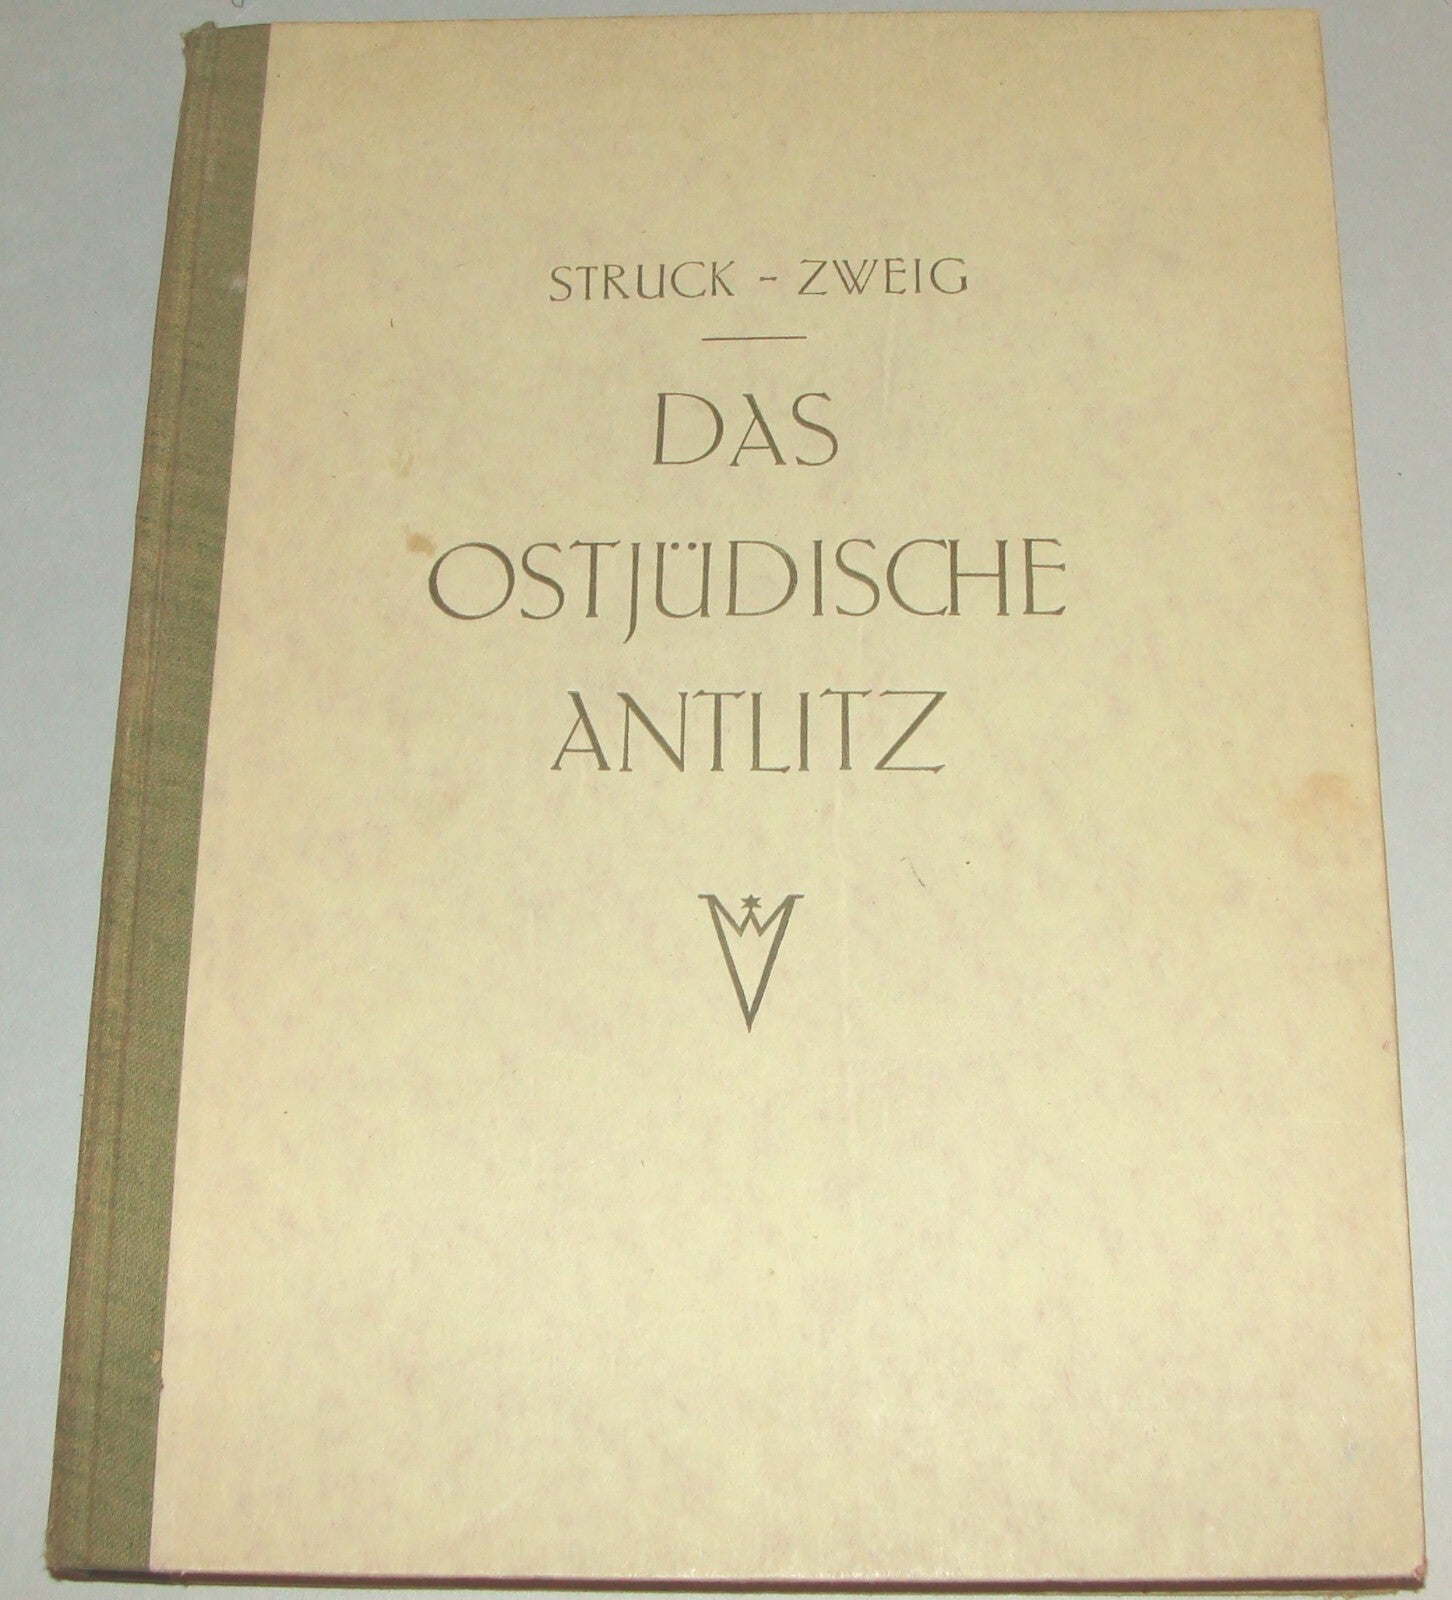 STRUCK - ZWEIG
DAS
OSTJÜDISCHE
ANTLITZ